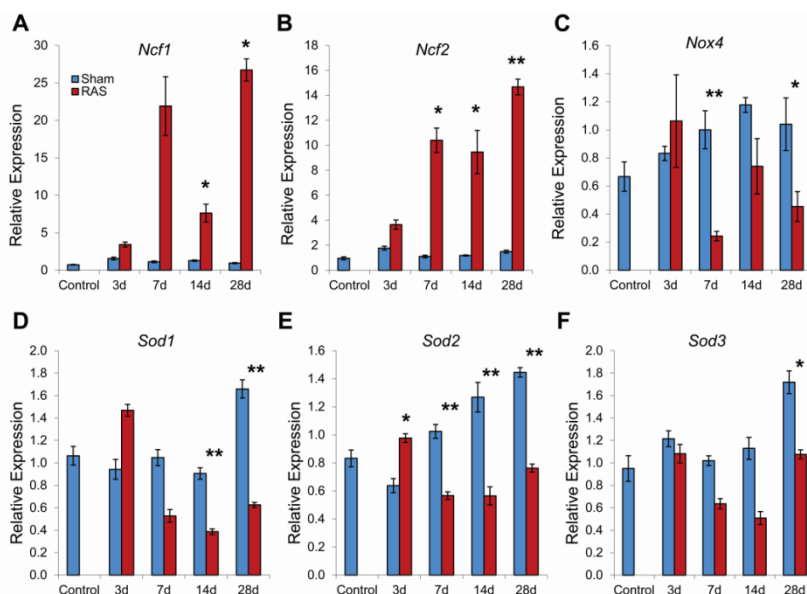 A
Ncf1
Relative Expression
30
25
20
15
10
5
0
Sham
RAS
*
*
Control 3d 7d 14d 28d
B
Ncf2
Relative Expression
18
16
14
12
10
8
6
4
2
0
*
*
**
Control 3d 7d 14d 28d
C
Nox4
Relative Expression
1.6
1.4
1.2
1.0
0.8
0.6
0.4
0.2
0.0
**
*
Control 3d 7d 14d 28d
D
Sod1
Relative Expression
2.0
1.8
1.6
1.4
1.2
1.0
0.8
0.6
0.4
0.2
0.0
**
**
Control 3d 7d 14d 28d
E
Sod2
Relative Expression
1.6
1.4
1.2
1.0
0.8
0.6
0.4
0.2
0.0
*
**
**
**
Control 3d 7d 14d 28d
F
Sod3
Relative Expression
2.0
1.8
1.6
1.4
1.2
1.0
0.8
0.6
0.4
0.2
0.0
*
Control 3d 7d 14d 28d